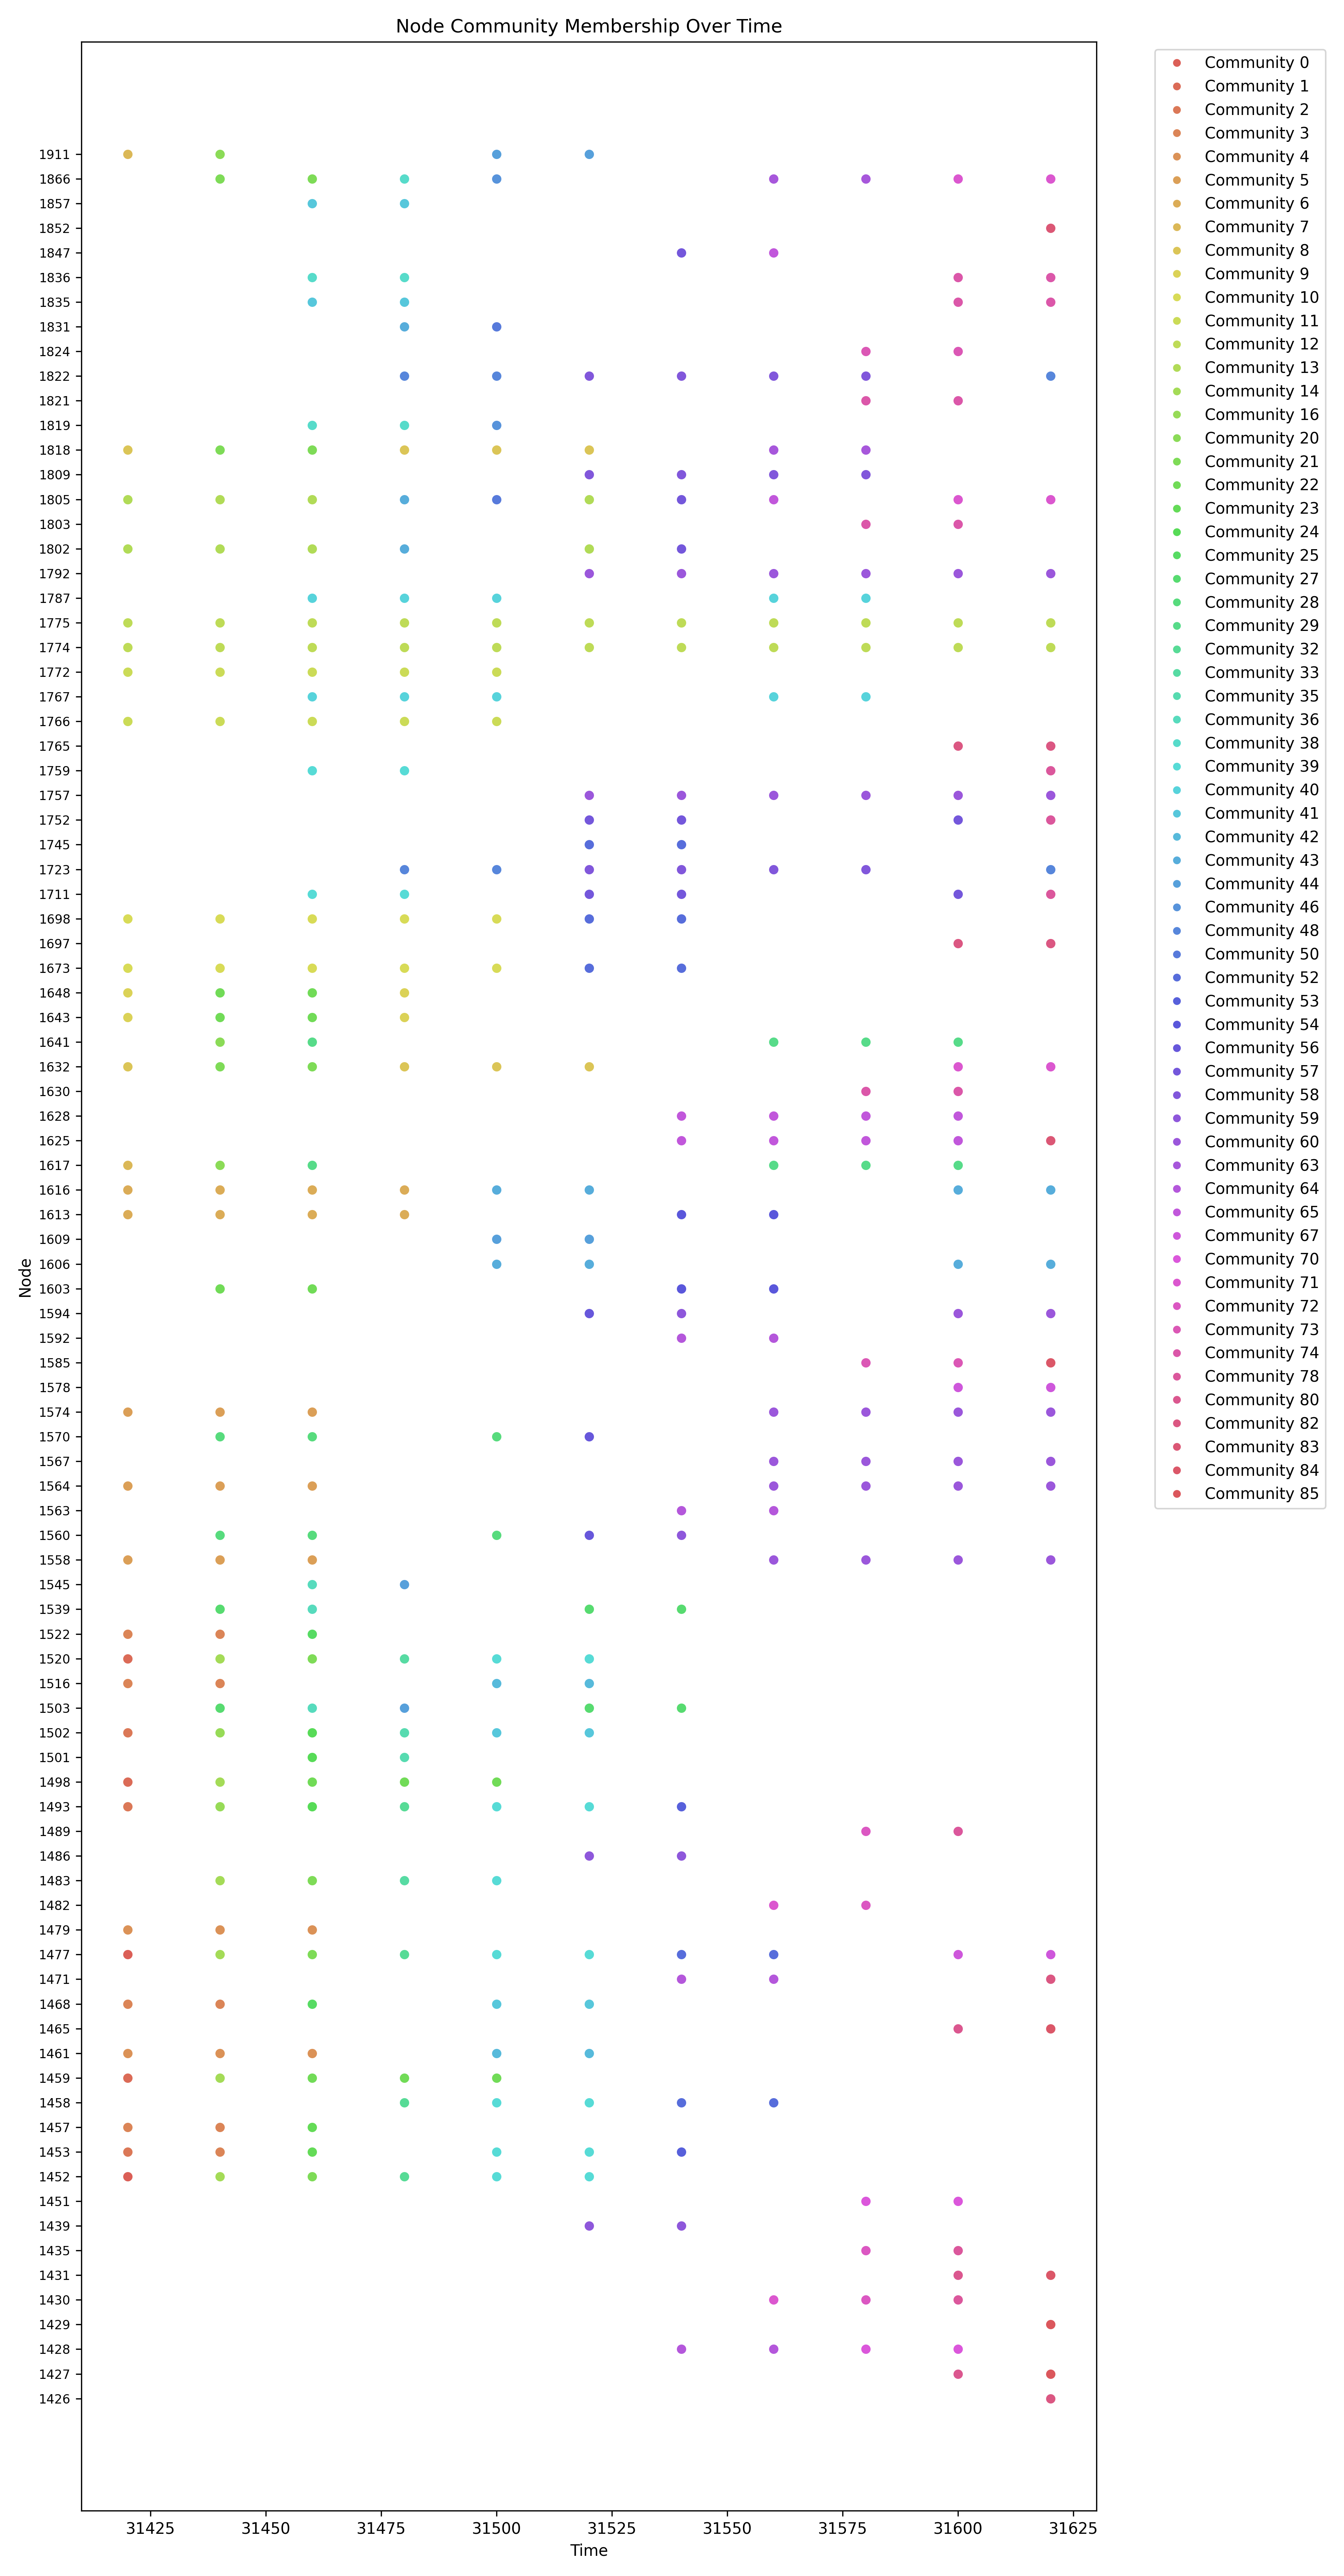 Node Community Membership Over Time
1911
1866
1857
1852
1847
1836
1835
1831
1824
1822
1821
1819
1818
1809
1805
1803
1802
1792
1787
1775
1774
1772
1767
1766
1765
1759
1757
1752
1745
1723
1711
1698
1697
1673
1648
1643
1641
1632
1630
1628
1625
1617
1616
1613
1609
1606
1603
1594
1592
1585
1578
1574
1570
1567
1564
1563
1560
1558
1545
1539
1522
1520
1516
1503
1502
1501
1498
1493
1489
1486
1483
1482
1479
1477
1471
1468
1465
1461
1459
1458
1457
1453
1452
1451
1439
1435
1431
1430
1429
1428
1427
1426
Node
31425 31450 31475 31500 31525 31550 31575 31600 31625
Time
Community 0
Community 1
Community 2
Community 3
Community 4
Community 5
Community 6
Community 7
Community 8
Community 9
Community 10
Community 11
Community 12
Community 13
Community 14
Community 16
Community 20
Community 21
Community 22
Community 23
Community 24
Community 25
Community 27
Community 28
Community 29
Community 32
Community 33
Community 35
Community 36
Community 38
Community 39
Community 40
Community 41
Community 42
Community 43
Community 44
Community 46
Community 48
Community 50
Community 52
Community 53
Community 54
Community 56
Community 57
Community 58
Community 59
Community 60
Community 63
Community 64
Community 65
Community 67
Community 70
Community 71
Community 72
Community 73
Community 74
Community 78
Community 80
Community 82
Community 83
Community 84
Community 85